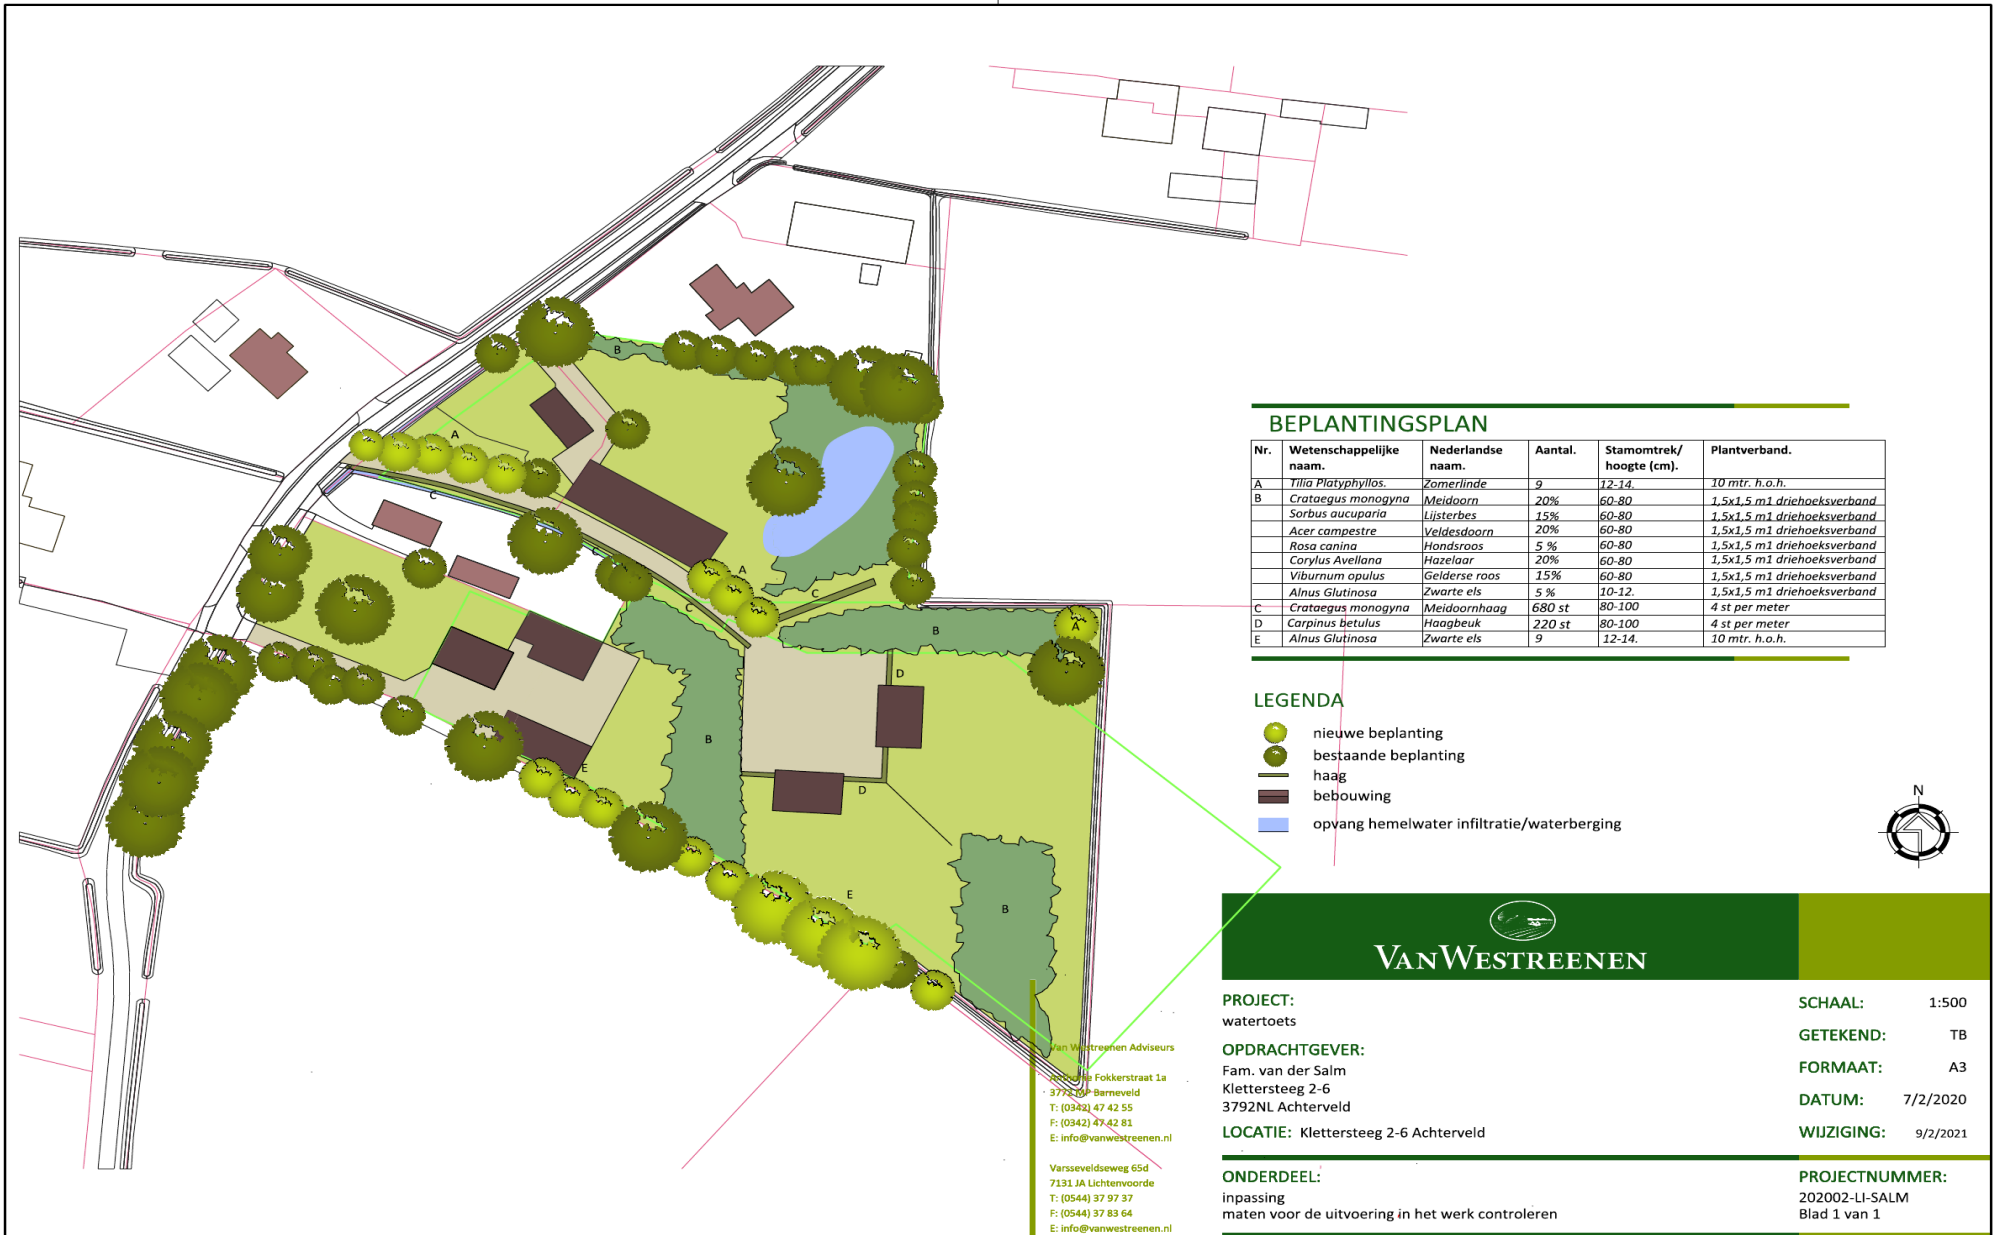 BEPLANTINGSPLAN
Nr. Wetenschappelijke naam. Nederlandse naam. Aantal. Stamomtrek/ hoogte (cm). Plantverband.
A Tilia Platyphyllos. Zomerlinde 9 12-14. 10 mtr. h.o.h.
B Crataegus monogyna Meidoorn 20% 60-80 1,5x1,5 m1 driehoeksverband
Sorbus aucuparia Lijsterbes 15% 60-80 1,5x1,5 m1 driehoeksverband
Acer campestre Veldesdoorn 20% 60-80 1,5x1,5 m1 driehoeksverband
Rosa canina Hondsroos 5 % 60-80 1,5x1,5 m1 driehoeksverband
Corylus Avellana Hazelaar 20% 60-80 1,5x1,5 m1 driehoeksverband
Viburnum opulus Gelderse roos 15% 60-80 1,5x1,5 m1 driehoeksverband
Alnus Glutinosa Zwarte els 5 % 10-12. 1,5x1,5 m1 driehoeksverband
C Crataegus monogyna Meidoornhaag 680 st 80-100 4 st per meter
D Carpinus betulus Haagbeuk 220 st 80-100 4 st per meter
E Alnus Glutinosa Zwarte els 9 12-14. 10 mtr. h.o.h.
LEGENDA
nieuwe beplanting
bestaande beplanting
haag
bebouwing
opvang hemelwater infiltratie/waterberging
N
B
A
C
C
A
C
C
B
A
D
B
D
E
E
B
VAN WESTREENEN
PROJECT:
watertoets
OPDRACHTGEVER:
Fam. van der Salm
Klettersteeg 2-6
3792NL Achterveld
LOCATIE: Klettersteeg 2-6 Achterveld
ONDERDEEL:
inpassing
maten voor de uitvoering in het werk controleren
SCHAAL: 1:500
GETEKEND: TB
FORMAAT: A3
DATUM: 7/2/2020
WIJZIGING: 9/2/2021
PROJECTNUMMER:
202002-LI-SALM
Blad 1 van 1
Van Westreenen Adviseurs
Fokkerstraat 1a
3772 MP Barneveld
T: (0342) 47 42 55
F: (0342) 47 42 81
E: info@vanwestreenen.nl
Varsseveldseweg 65d
7131 JA Lichtenvoorde
T: (0544) 37 97 37
F: (0544) 37 83 64
E: info@vanwestreenen.nl